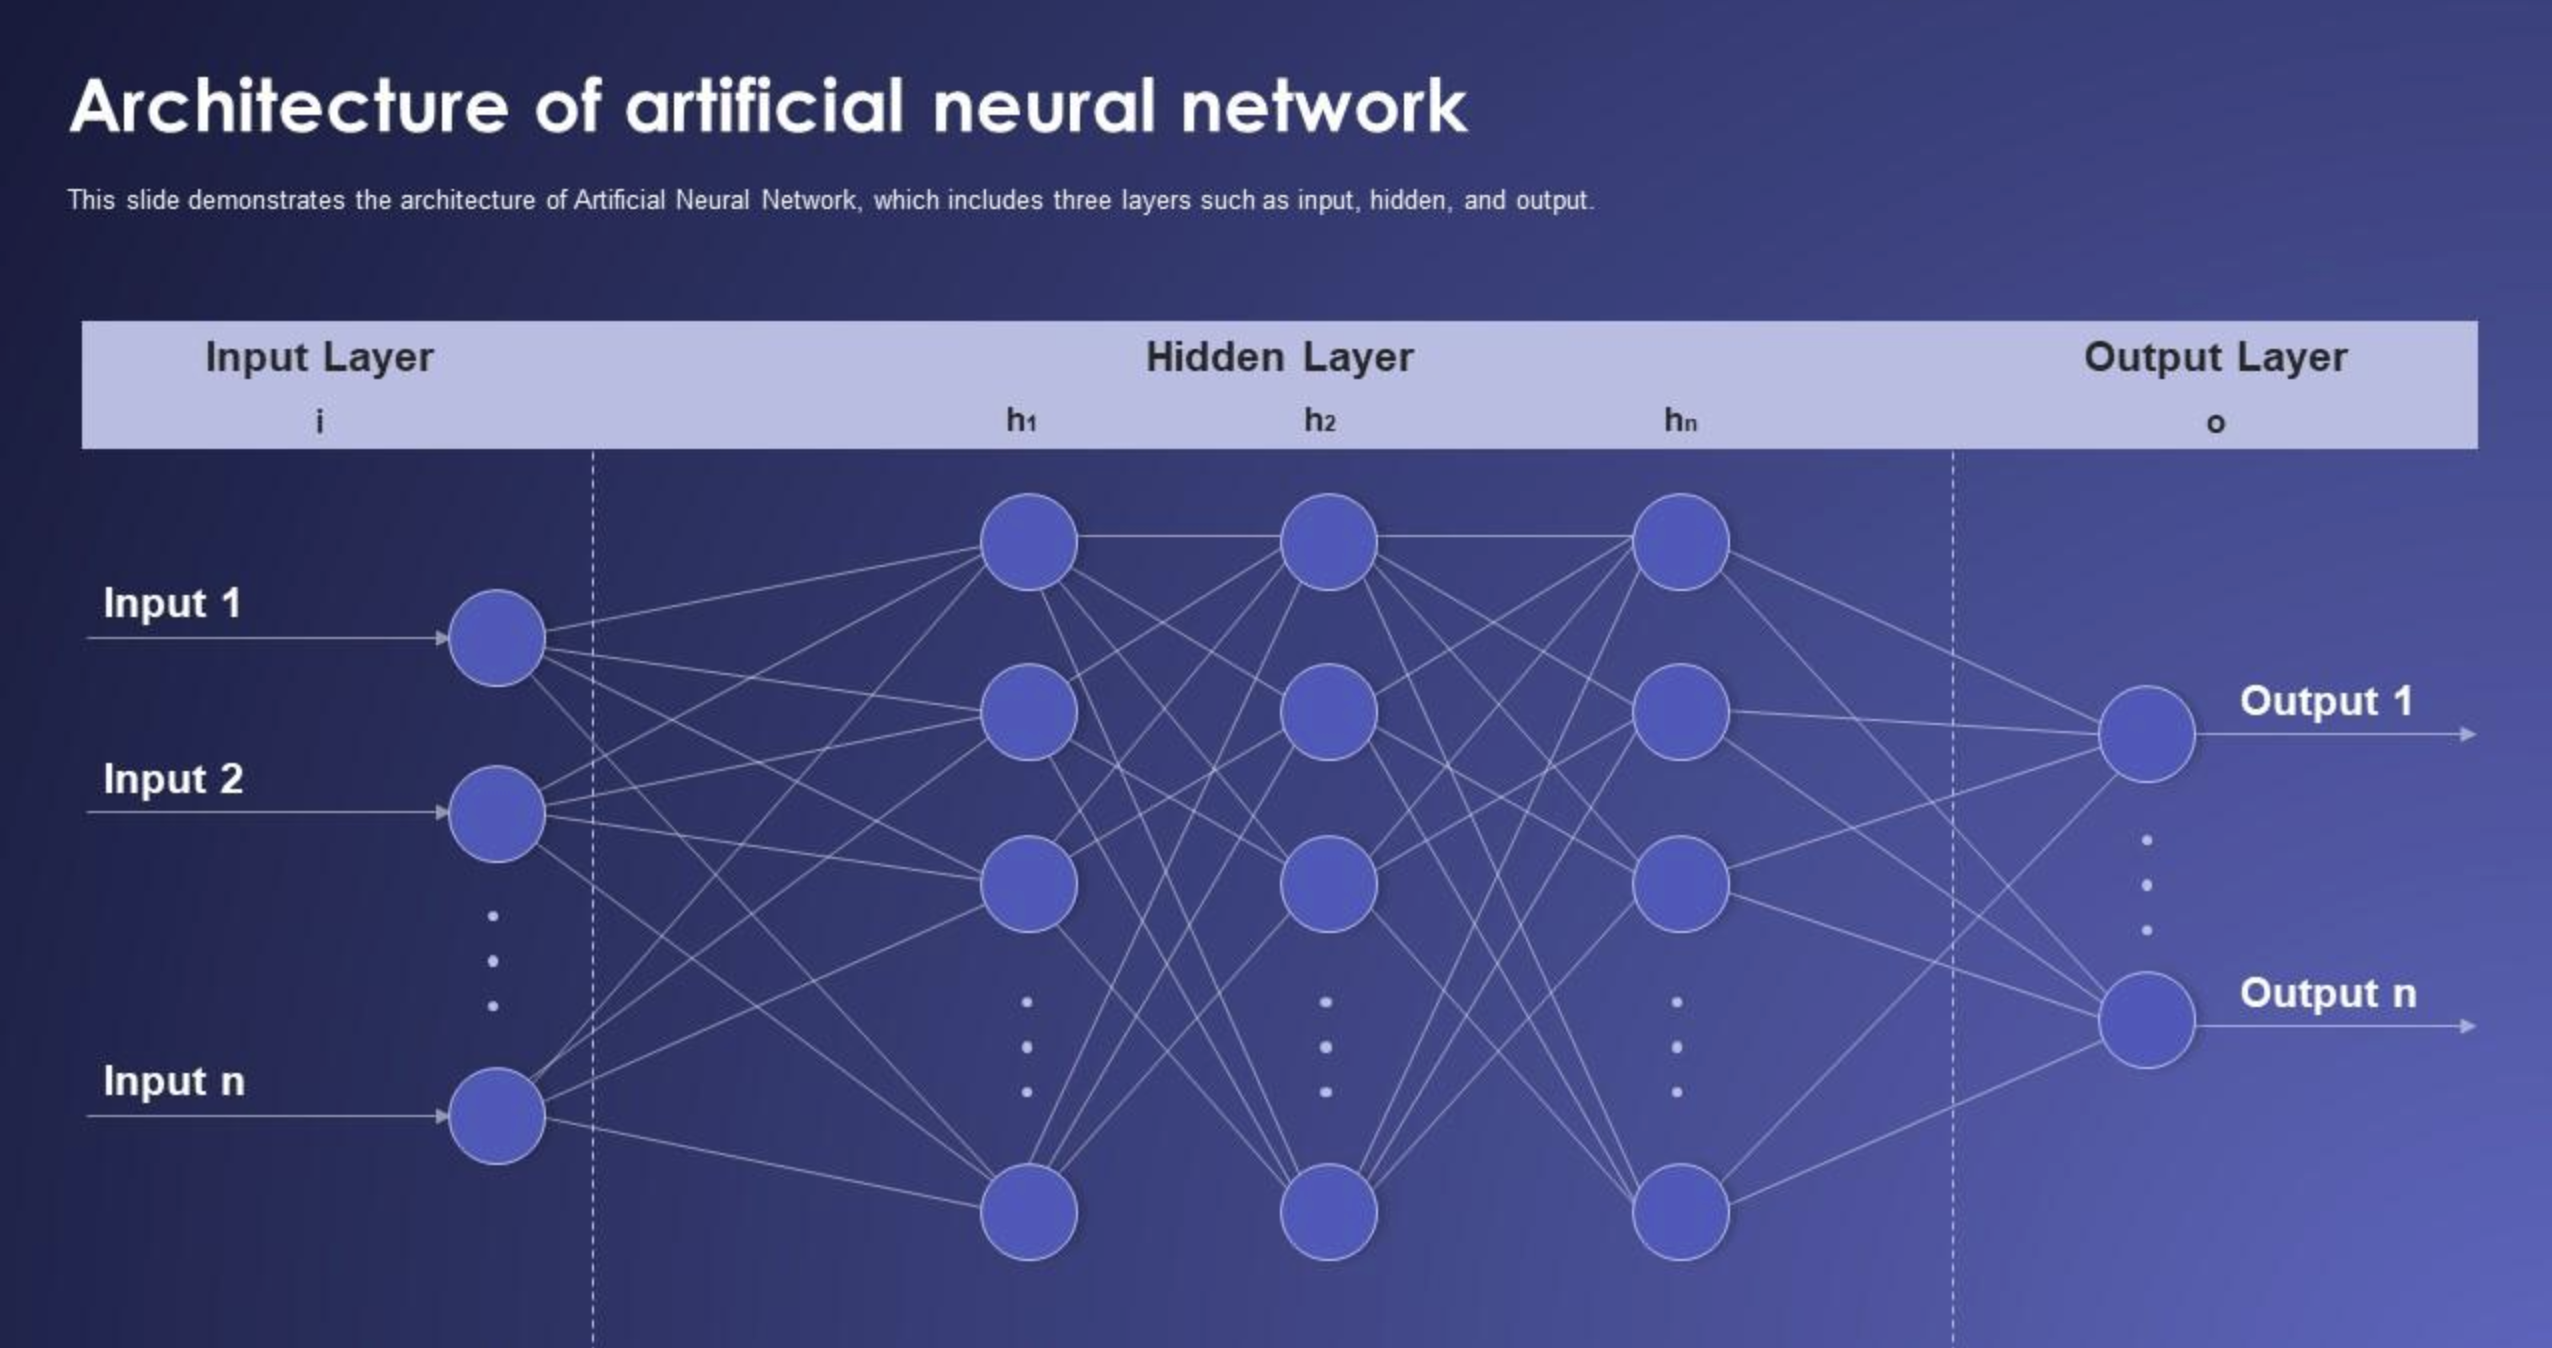 Architecture of artificial neural network
This slide demonstrates the architecture of Artificial Neural Network, which includes three layers such as input, hidden, and output.
Input Layer
Hidden Layer
Output Layer
i
h1
h2
hn
o
Input 1
Input 2
Input n
Output 1
Output n